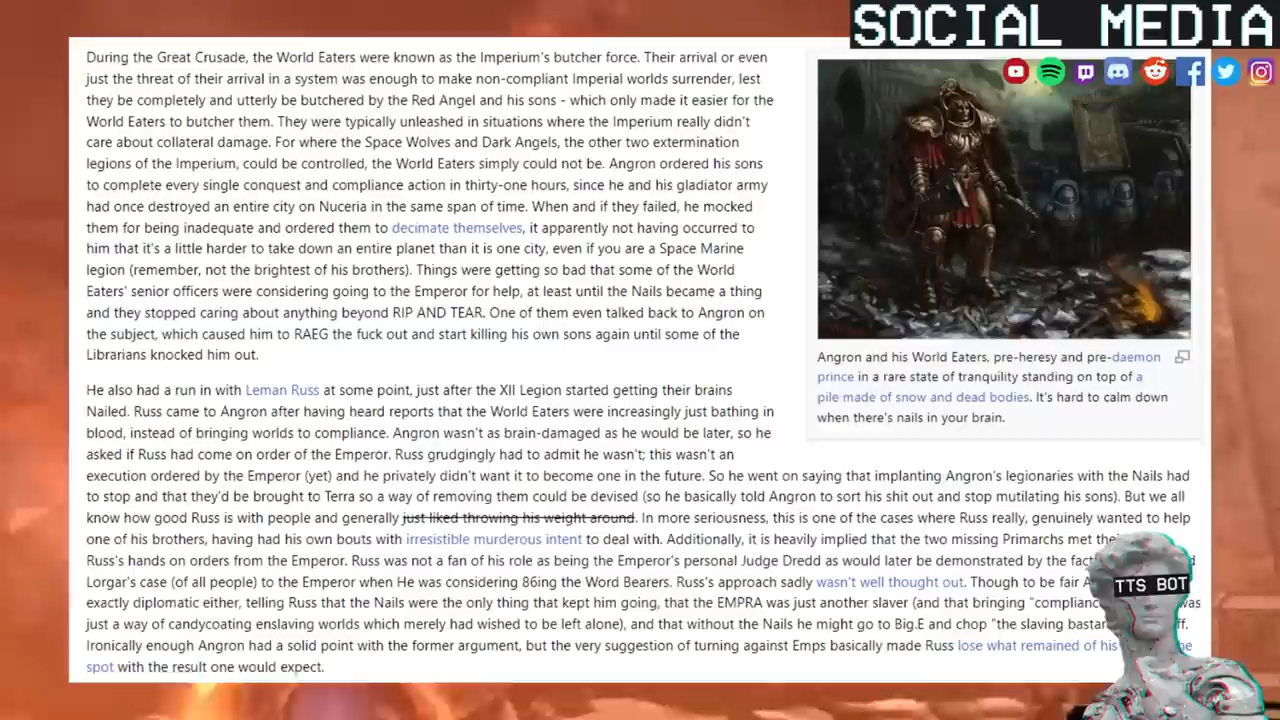 SOCIAL MEDIA
During the Great Crusade, the World Eaters were known as the Imperium's butcher force. Their arrival or even
just the threat of their arrival in a system was enough to make non-compliant Imperial worlds surrender, lest
they be completely and utterly be butchered by the Red Angel and his sons - which only made it easier for the
World Eaters to butcher them. They were typically unleashed in situations where the Imperium really didn't
care about collateral damage. For where the Space Wolves and Dark Angels, the other two extermination
legions of the Imperium, could be controlled, the World Eaters simply could not be. Angron ordered his sons
to complete every single conquest and compliance action in thirty-one hours, since he and his gladiator army
had once destroyed an entire city on Nuceria in the same span of time. When and if they failed, he mocked
them for being inadequate and ordered them to decimate themselves, it apparently not having occurred to
him that it's a little harder to take down an entire planet than it is one city, even if you are a Space Marine
legion (remember, not the brightest of his brothers). Things were getting so bad that some of the World
Eaters' senior officers were considering going to the Emperor for help, at least until the Nails became a thing
and they stopped caring about anything beyond RIP AND TEAR. One of them even talked back to Angron on
the subject, which caused him to RAEG the fuck out and start killing his own sons again until some of the
Librarians knocked him out.
Angron and his World Eaters, pre-heresy and pre-daemon
prince in a rare state of tranquility standing on top of a
pile made of snow and dead bodies. It's hard to calm down
when there's nails in your brain.
He also had a run in with Leman Russ at some point, just after the XII Legion started getting their brains
Nailed. Russ came to Angron after having heard reports that the World Eaters were increasingly just bathing in
blood, instead of bringing worlds to compliance. Angron wasn't as brain-damaged as he would be later, so he
asked if Russ had come on order of the Emperor. Russ grudgingly had to admit he wasn't; this wasn't an
execution ordered by the Emperor (yet) and he privately didn't want it to become one in the future. So he went on saying that implanting Angron's legionaries with the Nails had
to stop and that they'd be brought to Terra so a way of removing them could be devised (so he basically told Angron to sort his shit out and stop mutilating his sons). But we all
know how good Russ is with people and generally just liked throwing his weight around. In more seriousness, this is one of the cases where Russ really, genuinely wanted to help
one of his brothers, having had his own bouts with irresistible murderous intent to deal with. Additionally, it is heavily implied that the two missing Primarchs met
Russ's hands on orders from the Emperor. Russ was not a fan of his role as being the Emperor's personal Judge Dredd as would later be demonstrated by the
Lorgar's case (of all people) to the Emperor when He was considering 86ing the Word Bearers. Russ's approach sadly wasn't well thought out. Though to be fair
exactly diplomatic either, telling Russ that the Nails were the only thing that kept him going, that the EMPRA was just another slaver (and that bringing
just a way of candycoating enslaving worlds which merely had wished to be left alone), and that without the Nails he might go to Big.E and chop "the slaving
Ironically enough Angron had a solid point with the former argument, but the very suggestion of turning against Emps basically made Russ lose what remained of his
spot with the result one would expect.
TTS BOT